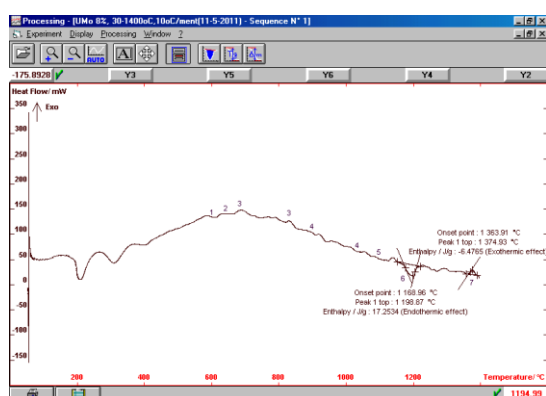 Processing - [UMo 8%, 30-1400oC,10oC/ment(11-5-2011) - Sequence N° 1]
Experiment Display Processing Window ?
AUTO A
-175.0928 Y3 Y5 Y6 Y4 Y2
Heat Flow/ mW
Exo
350
300
250
200
150
100
50
0
-50
-100
-150
1 2 3 3 4 4 5 6 7
Onset point : 1 363.91 °C
Peak 1 top : 1 374.93 °C
Enthalpy / J/g : -6.4765 (Exothermic effect)
Onset point : 1 168.96 °C
Peak 1 top : 1 198.87 °C
Enthalpy / J/g : 17.2534 (Endothermic effect)
200 400 600 800 1000 1200 Temperature/°C
1194.99